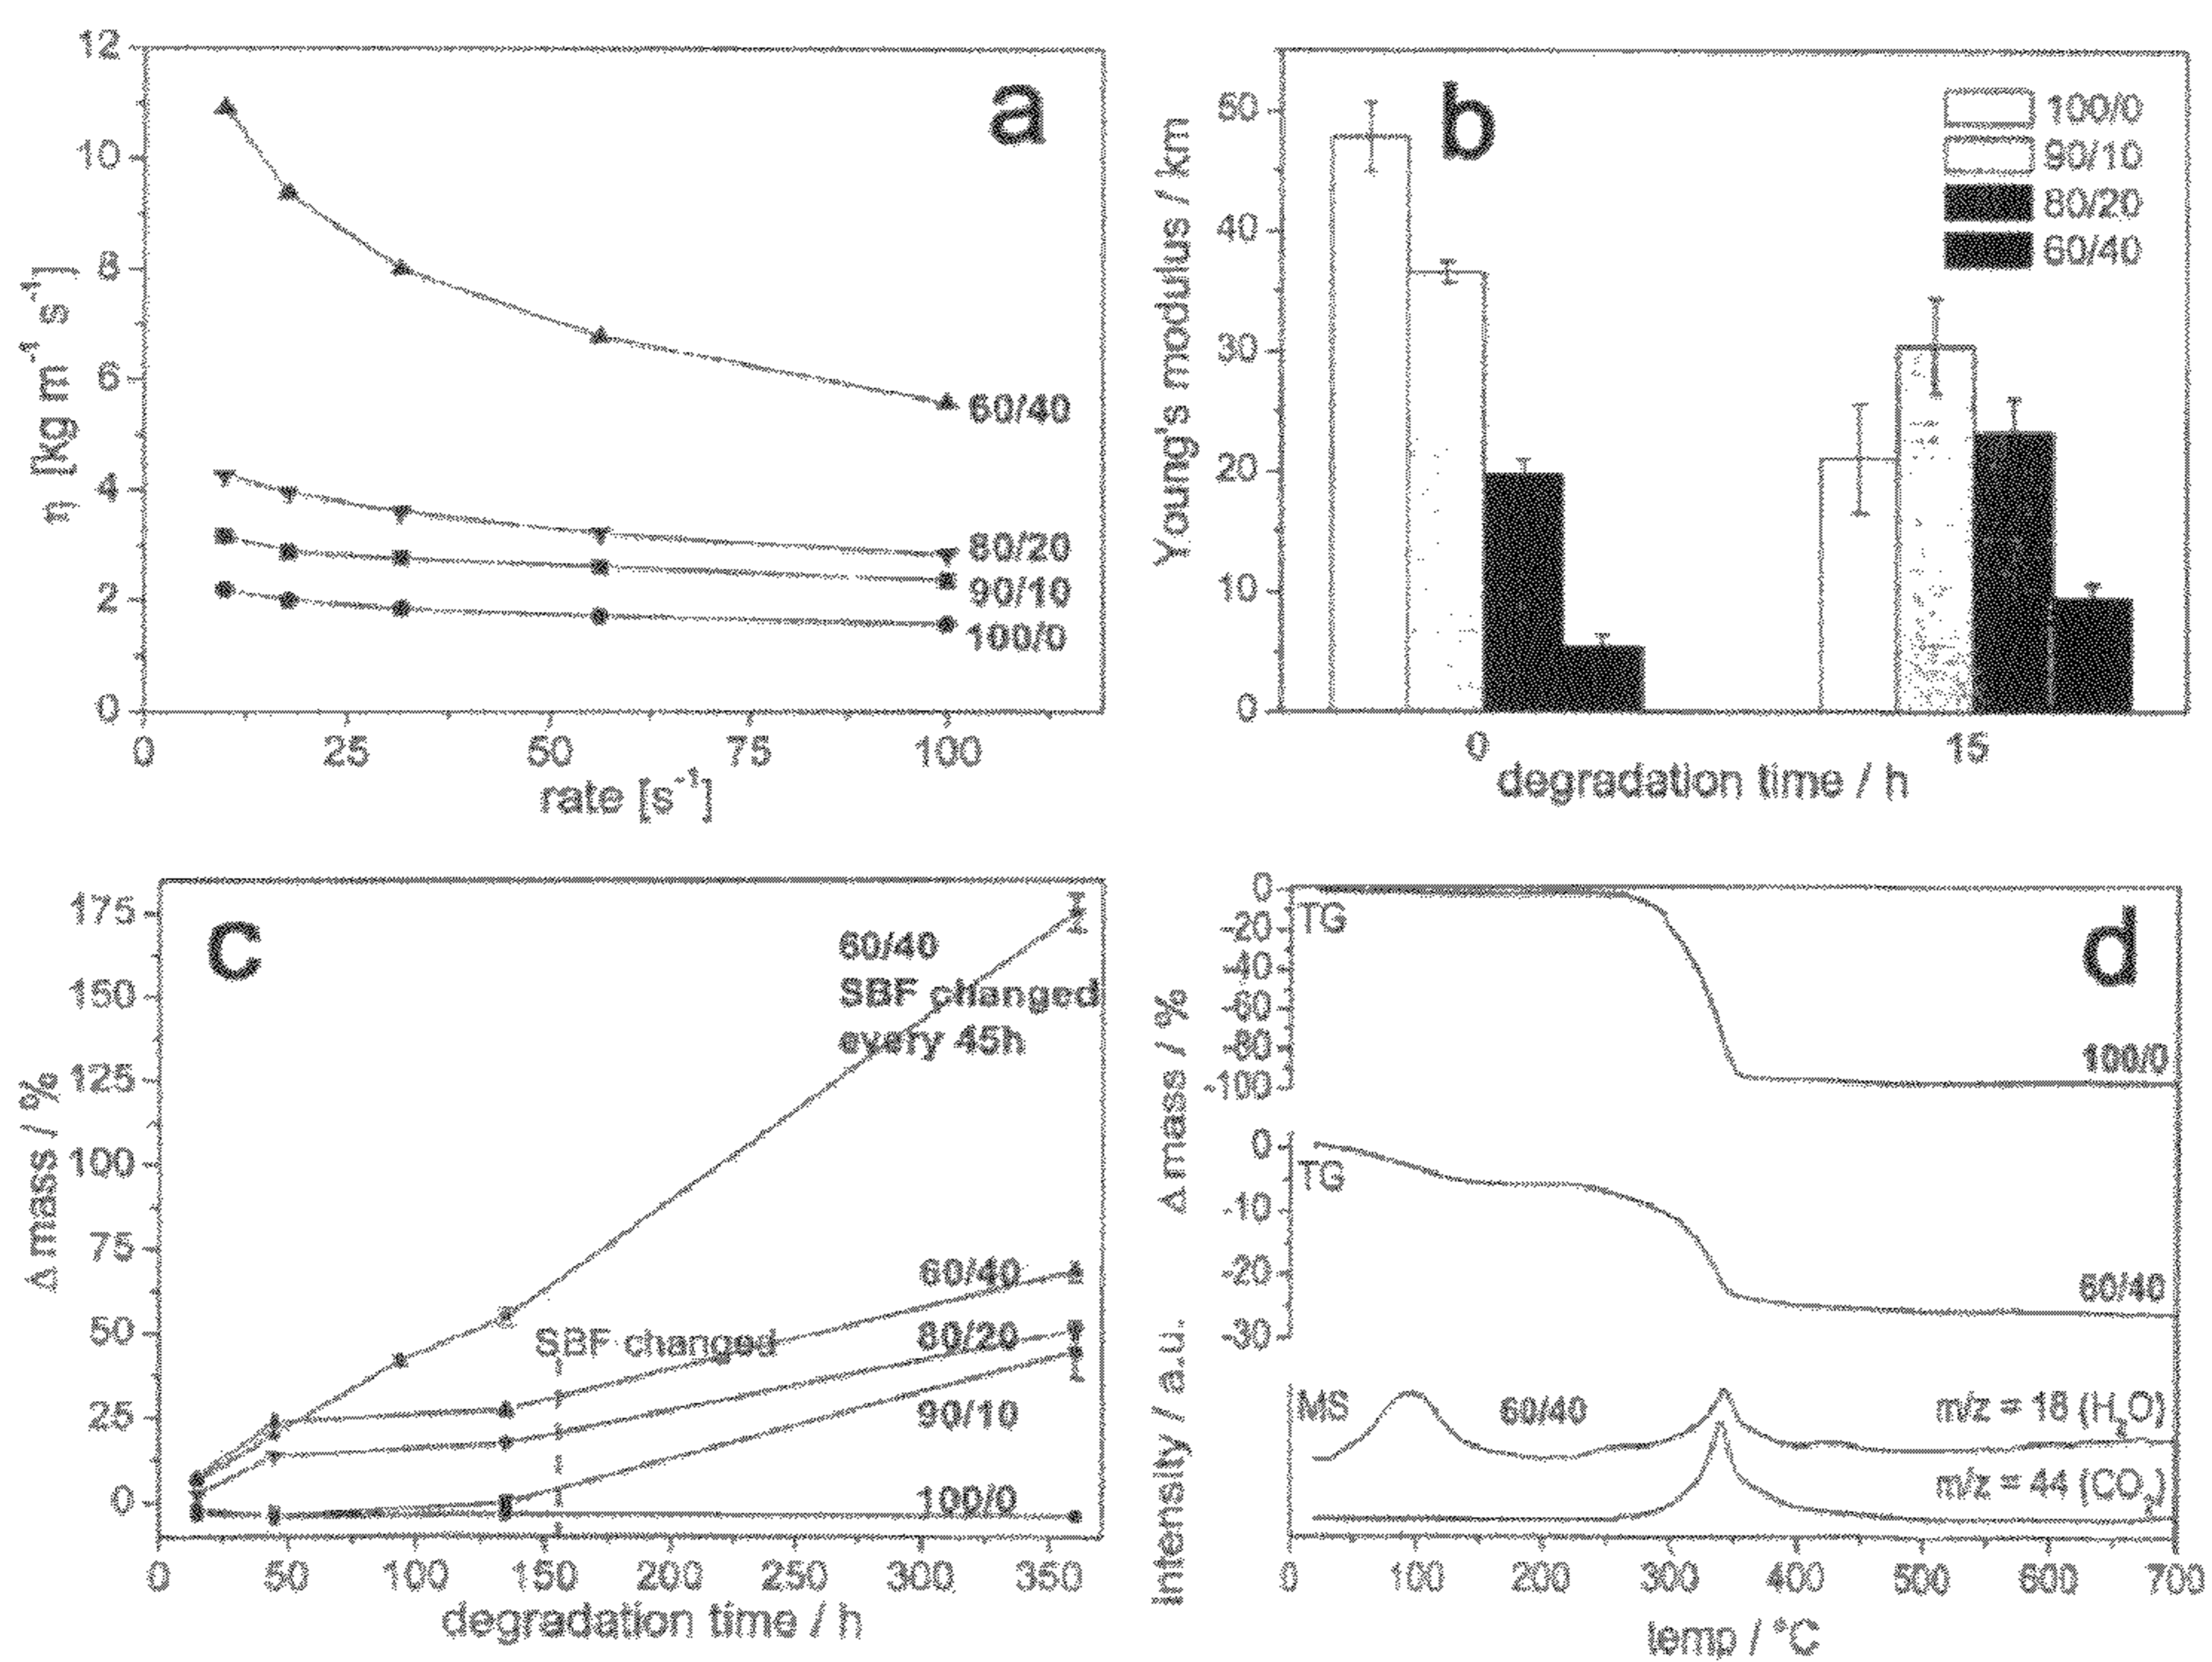 12
10
8
6
4
2
0
η [kg m⁻¹ s⁻¹]
a
60/40
80/20
90/10
100/0
0 25 50 75 100
rate [s⁻¹]
50
40
30
20
10
0
Young's modulus / km
b
100/0
90/10
80/20
60/40
0 15
degradation time / h
175
150
125
100
75
50
25
0
Δ mass / %
c
60/40
SBF changed
every 45h
60/40
SBF changed
80/20
90/10
100/0
0 50 100 150 200 250 300 350
degradation time / h
0
-20
-40
-60
-80
-100
TG
d
100/0
Δ mass / %
0
-10
-20
-30
TG
60/40
Intensity / a.u.
MS
60/40
m/z = 18 (H₂O)
m/z = 44 (CO₂)
0 100 200 300 400 500 600 700
temp / °C